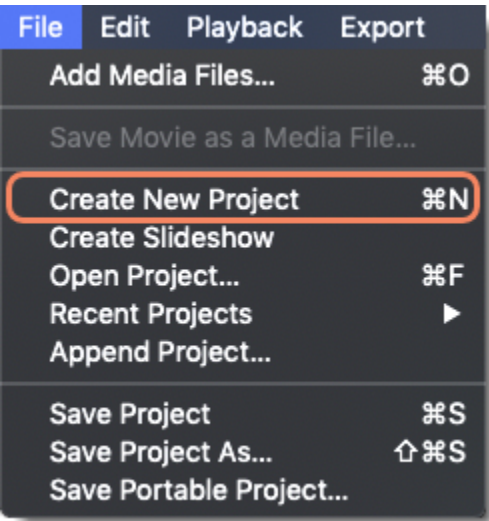 File Edit Playback Export
Add Media Files... ⌘O
Save Movie as a Media File...
Create New Project ⌘N
Create Slideshow
Open Project... ⌘F
Recent Projects ▶
Append Project...
Save Project ⌘S
Save Project As... ⇧⌘S
Save Portable Project...